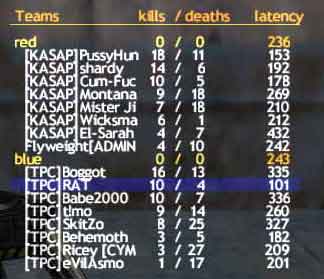 Teams kills / deaths latency
red 0 / 0 236
[KASAP]PussyHun 18 / 11 153
[KASAP]shardy 14 / 6 192
[KASAP]Cum-Fuc 10 / 5 178
[KASAP]Montana 9 / 18 269
[KASAP]Mister Ji 7 / 18 210
[KASAP]Wicksma 6 / 1 212
[KASAP]El-Sarah 4 / 7 432
Flyweight[ADMIN 4 / 10 242
blue 0 / 0 243
[TPC]Boggot 16 / 13 335
[TPC]RAT 10 / 4 101
[TPC]Babe2000 10 / 7 336
[TPC]t!mo 9 / 14 260
[TPC]SkitZo 8 / 25 327
[TPC]Behemoth 3 / 5 182
[TPC]Ricey [CYM 3 / 27 209
[TPC]eVilAsmo 1 / 17 201